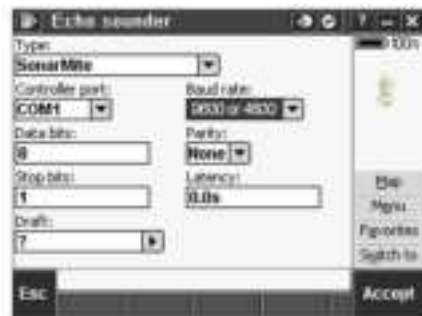 Echo sounder ? - X
Type: 100%
SonarMite
Controller port: Baud rate:
COM1 9600 or 4800
Data bits: Parity:
8 None
Stop bits: Latency:
1 0.0s
Draft:
?
Map
Menu
Favorites
Switch to
Esc Accept